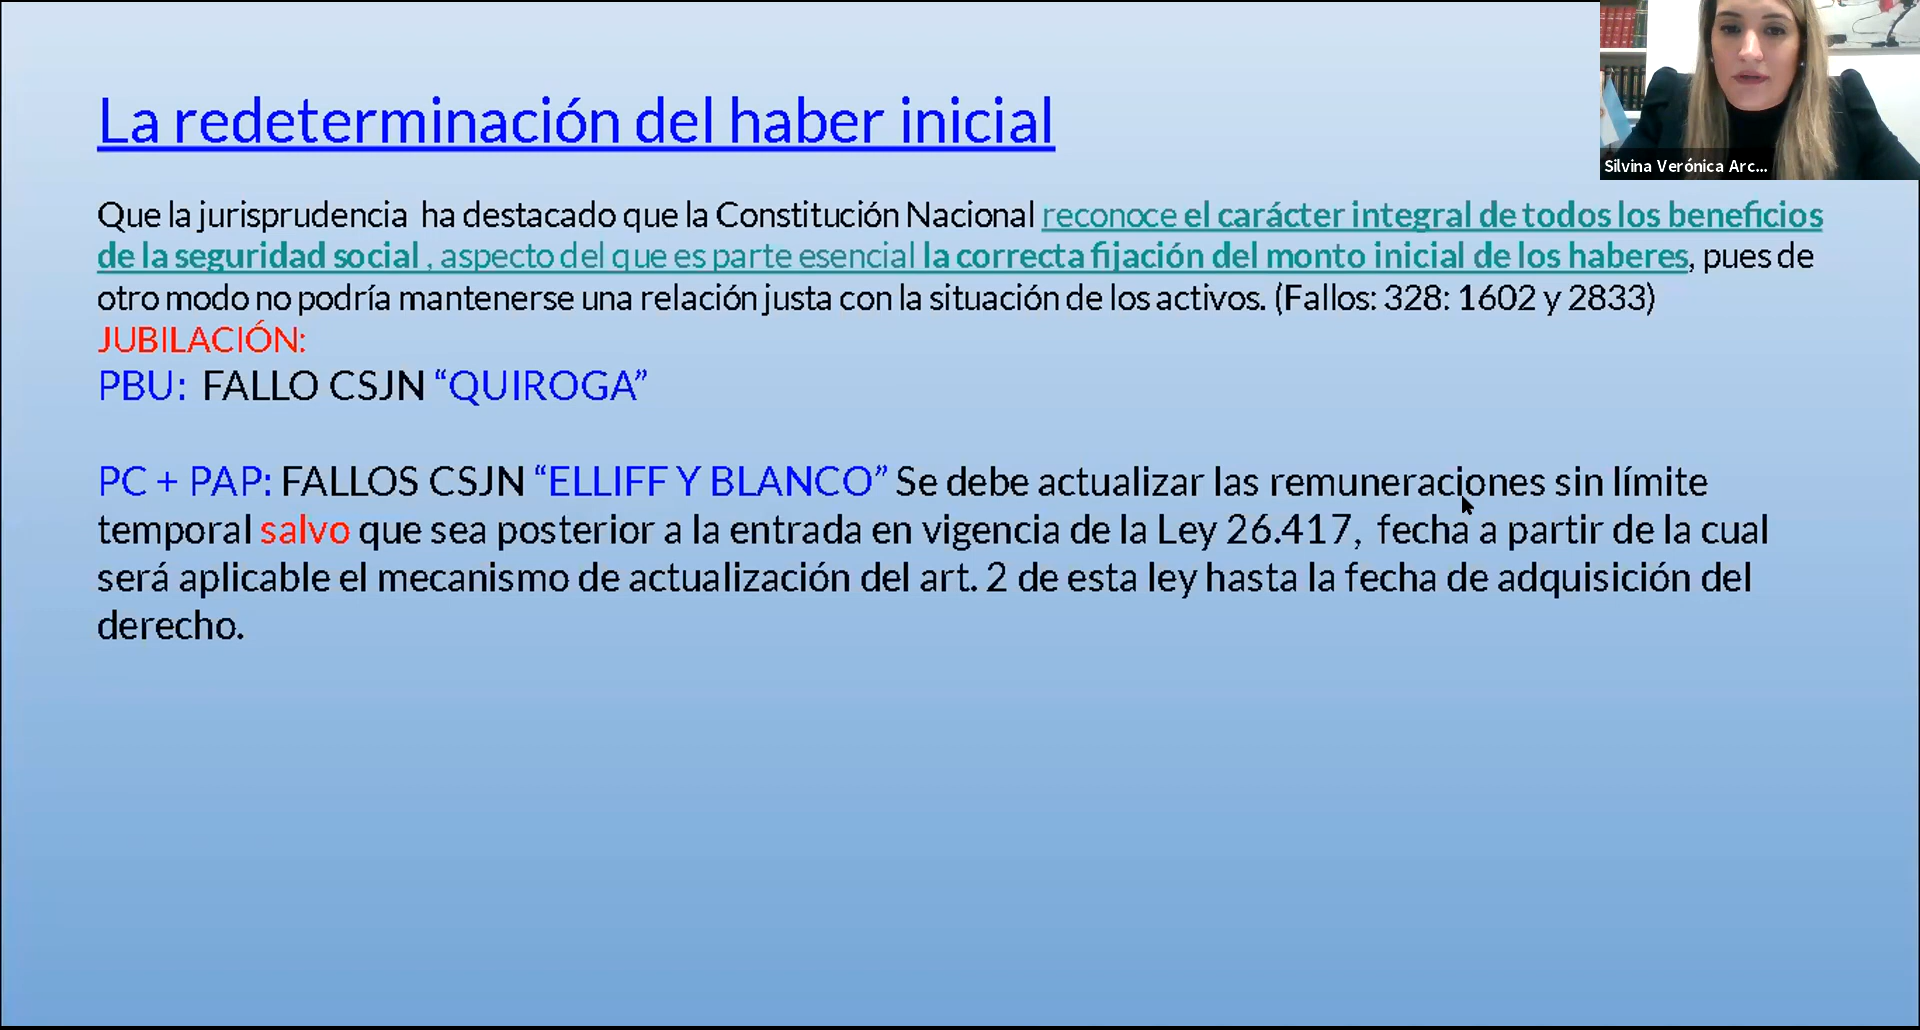 La redeterminación del haber inicial
Silvina Verónica Arc...
Que la jurisprudencia ha destacado que la Constitución Nacional reconoce el carácter integral de todos los beneficios
de la seguridad social , aspecto del que es parte esencial la correcta fijación del monto inicial de los haberes, pues de
otro modo no podría mantenerse una relación justa con la situación de los activos. (Fallos: 328: 1602 y 2833)
JUBILACIÓN:
PBU: FALLO CSJN “QUIROGA”
PC + PAP: FALLOS CSJN “ELLIFF Y BLANCO” Se debe actualizar las remuneraciones sin límite
temporal salvo que sea posterior a la entrada en vigencia de la Ley 26.417, fecha a partir de la cual
será aplicable el mecanismo de actualización del art. 2 de esta ley hasta la fecha de adquisición del
derecho.